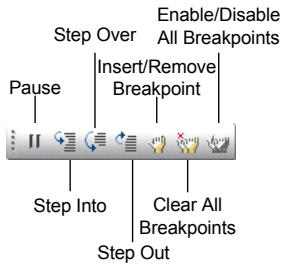 Enable/Disable
All Breakpoints
Step Over
Insert/Remove
Breakpoint
Pause
Step Into
Clear All
Breakpoints
Step Out